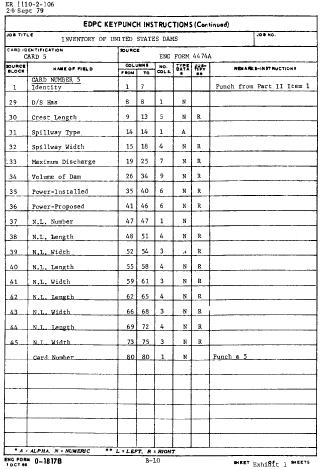 ER 1110-2-106
26 Sept 79
EDPC KEYPUNCH INSTRUCTIONS (Continued)
JOB TITLE
INVENTORY OF UNITED STATES DAMS
JOB NO.
CARD IDENTIFICATION
CARD 5
SOURCE
ENG FORM 4474A
SOURCE BLOCK NAME OF FIELD COLUMNS FROM TO NO. COLS. TYPE DATA * JUSTIFY ** REMARKS-INSTRUCTIONS
CARD NUMBER 5
1 Identity 1 7 Punch from Part II Item 1
29 D/S Haz 8 8 1 N
30 Crest Length 9 13 5 N R
31 Spillway Type 14 14 1 A
32 Spillway Width 15 18 4 N R
33 Maximum Discharge 19 25 7 N R
34 Volume of Dam 26 34 9 N R
35 Power-Installed 35 40 6 N R
36 Power-Proposed 41 46 6 N R
37 N.L. Number 47 47 1 N
38 N.L. Length 48 51 4 N R
39 N.L. Width 52 54 3 N R
40 N.L. Length 55 58 4 N R
41 N.L. Width 59 61 3 N R
42 N.L. Length 62 65 4 N R
43 N.L. Width 66 68 3 N R
44 N.L. Length 69 72 4 N R
45 N.L. Width 73 75 3 N R
Card Number 80 80 1 N Punch a 5
* A - ALPHA, N = NUMERIC ** L = LEFT, R = RIGHT
ENG FORM 0-1817B
1 OCT 66
B-10
SHEET OF SHEETS
Exhibit 1